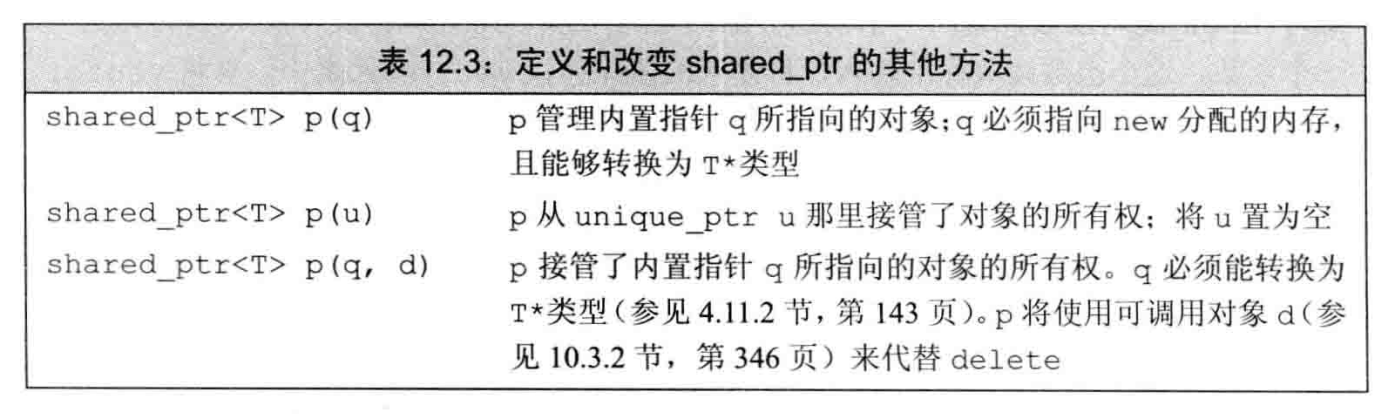 表 12.3：定义和改变 shared_ptr 的其他方法
shared_ptr<T> p(q) p 管理内置指针 q 所指向的对象；q 必须指向 new 分配的内存，
且能够转换为 T*类型
shared_ptr<T> p(u) p 从 unique_ptr u 那里接管了对象的所有权；将 u 置为空
shared_ptr<T> p(q, d) p 接管了内置指针 q 所指向的对象的所有权。q 必须能转换为
T*类型（参见 4.11.2 节，第 143 页）。p 将使用可调用对象 d（参
见 10.3.2 节，第 346 页）来代替 delete